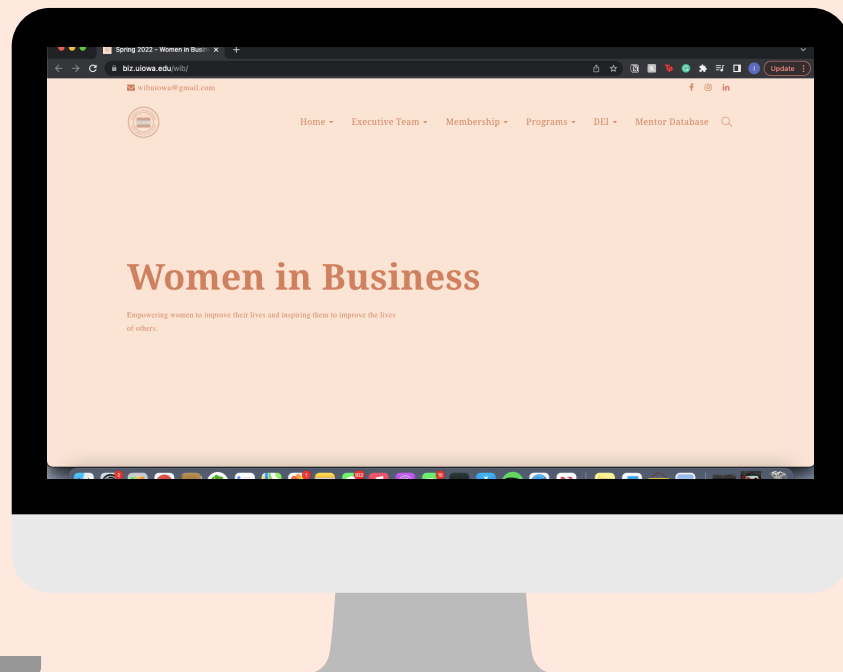 Spring 2022 – Women in Busin
biz.uiowa.edu/wib/
Update
wibuiowa@gmail.com
Home
Executive Team
Membership
Programs
DEI
Mentor Database
Women in Business
Empowering women to improve their lives and inspiring them to improve the lives
of others.